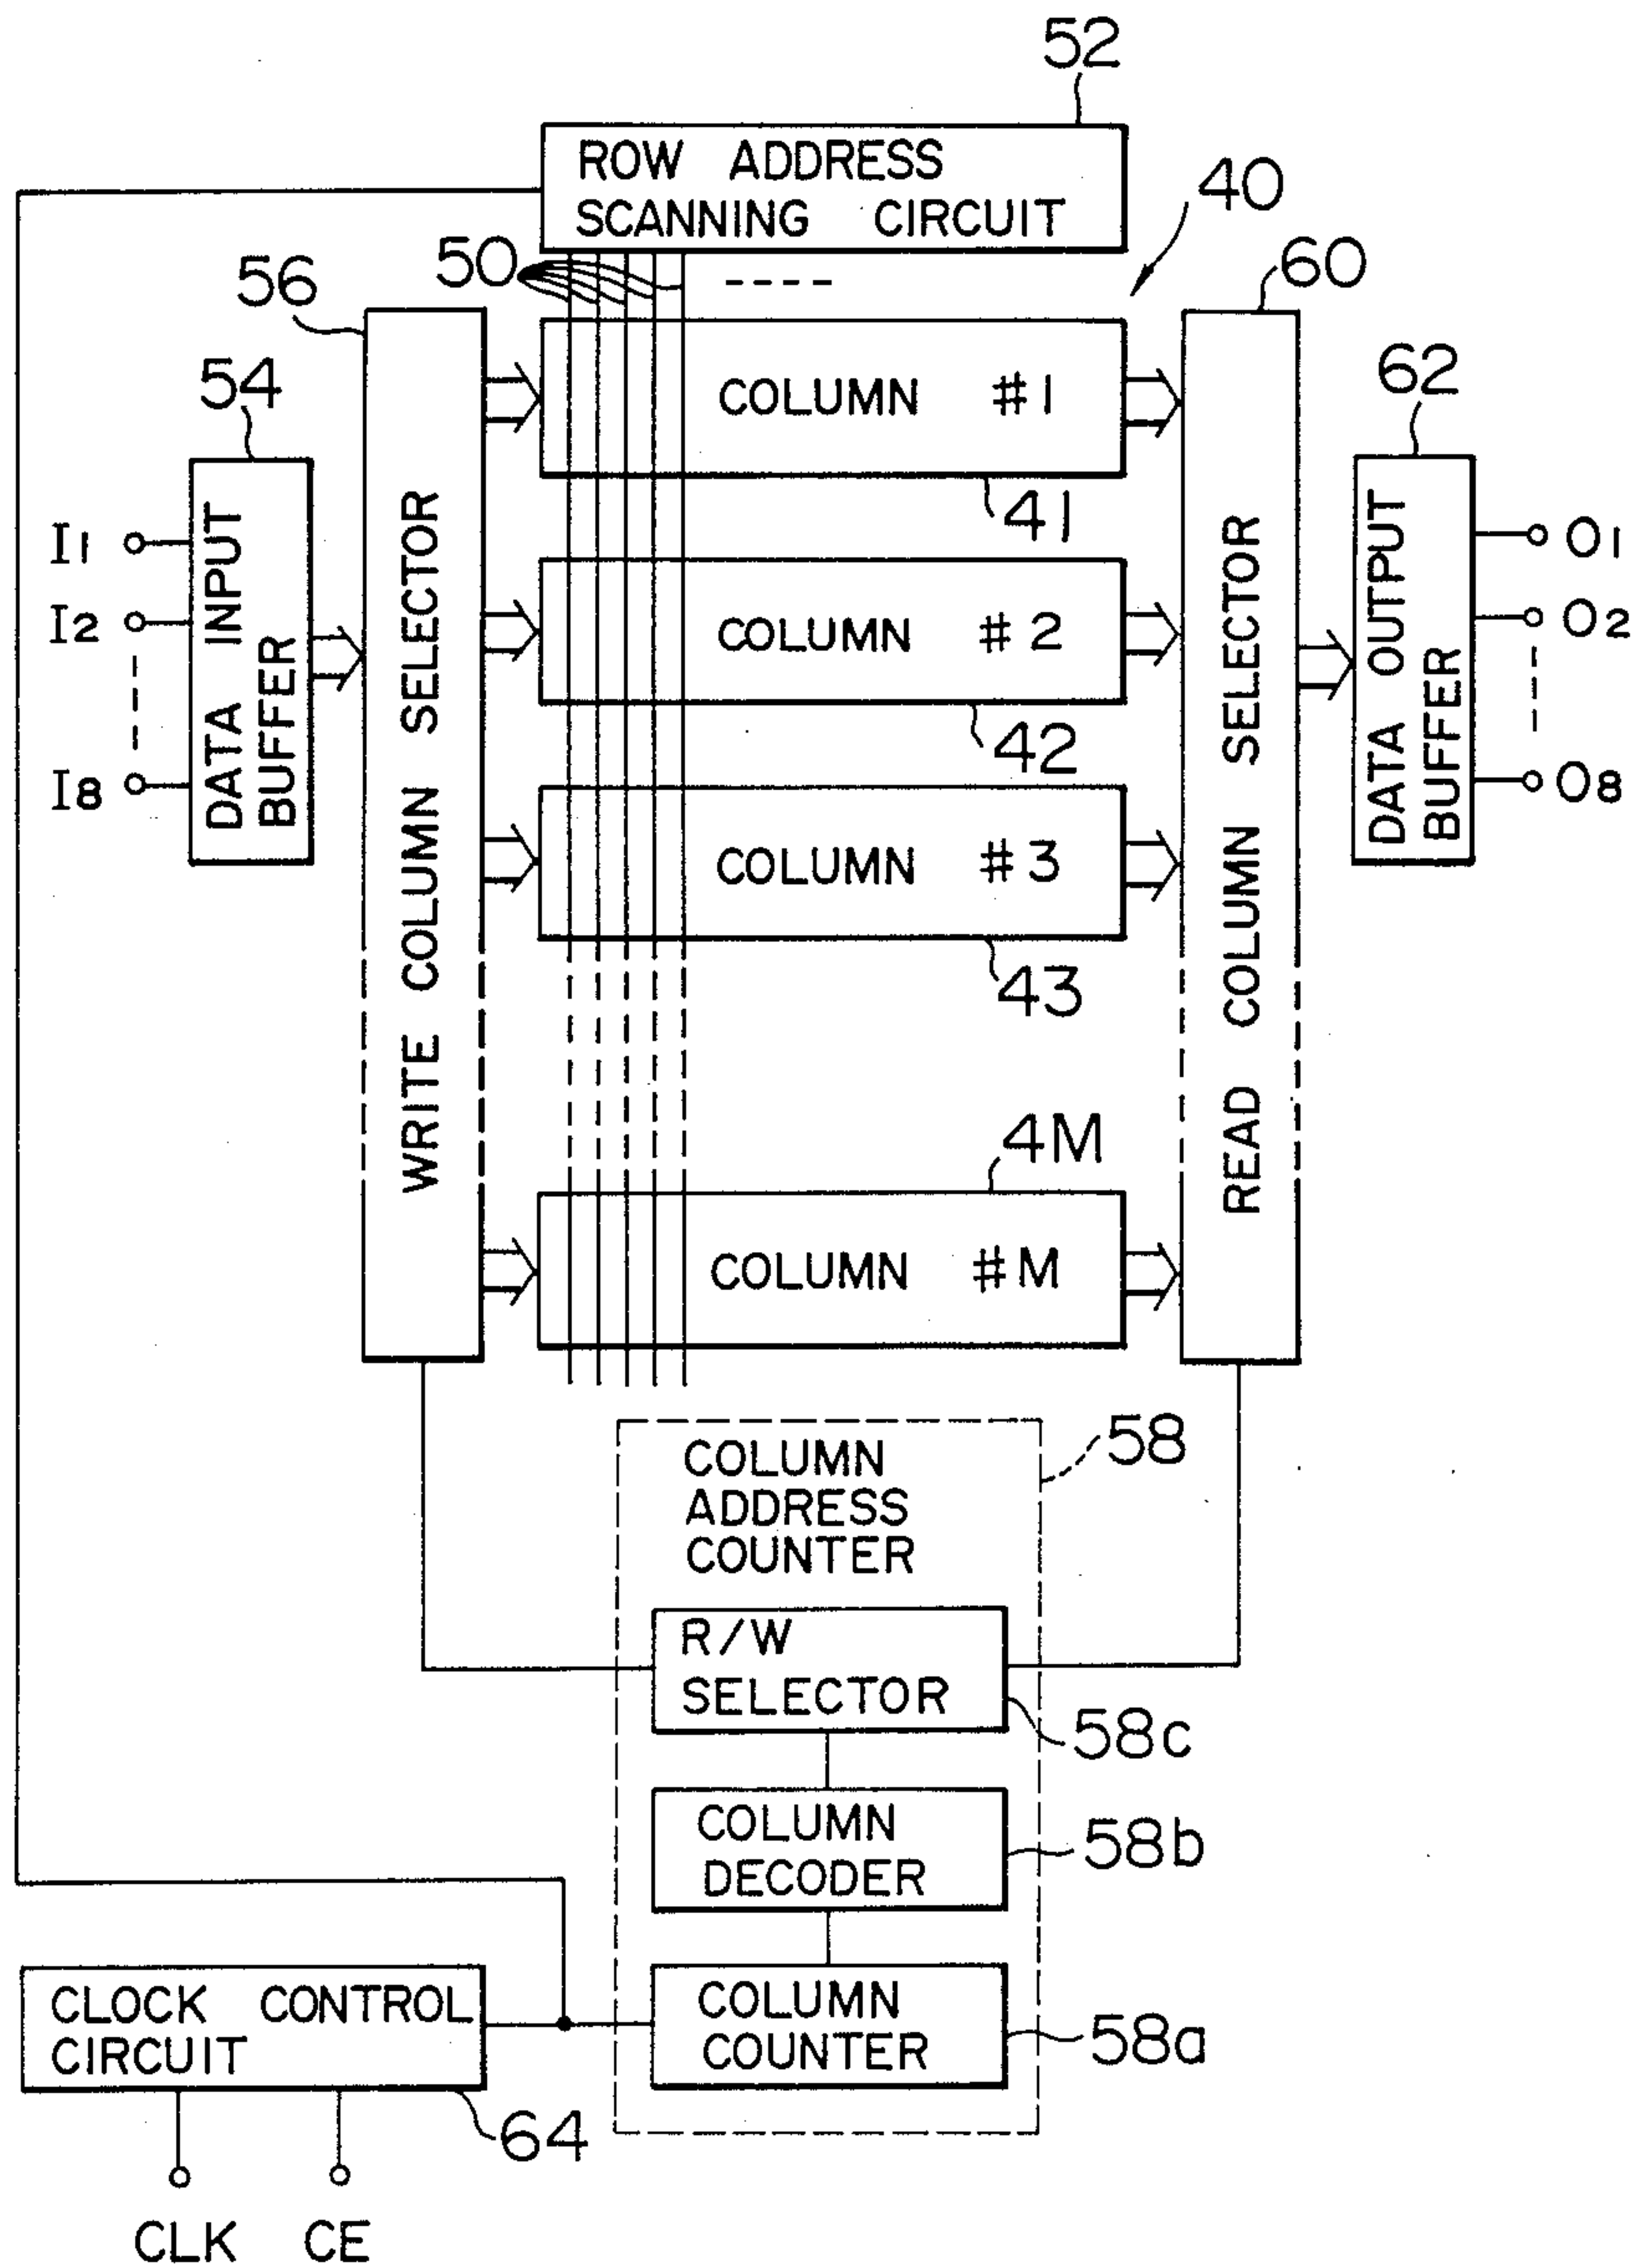 52
ROW ADDRESS
SCANNING CIRCUIT
40
50
56
60
54
62
COLUMN #1
41
I1
I2
I8
DATA INPUT
BUFFER
WRITE COLUMN SELECTOR
COLUMN #2
42
COLUMN #3
43
4M
COLUMN #M
READ COLUMN SELECTOR
DATA OUTPUT
BUFFER
O1
O2
O8
58
COLUMN
ADDRESS
COUNTER
R/W
SELECTOR
58c
COLUMN
DECODER
58b
CLOCK CONTROL
CIRCUIT
COLUMN
COUNTER
58a
64
CLK CE